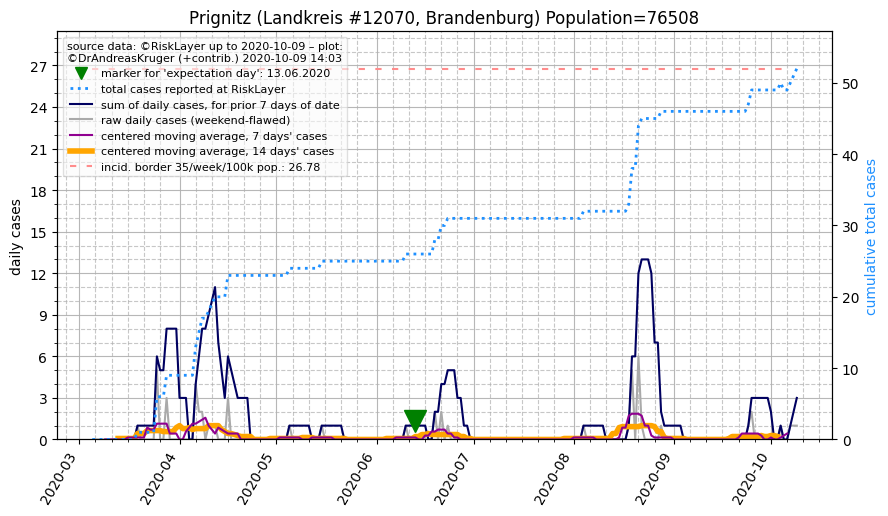 Prignitz (Landkreis #12070, Brandenburg) Population=76508
source data: ©RiskLayer up to 2020-10-09 – plot:
©DrAndreasKruger (+contrib.) 2020-10-09 14:03
marker for 'expectation day': 13.06.2020
total cases reported at RiskLayer
sum of daily cases, for prior 7 days of date
raw daily cases (weekend-flawed)
centered moving average, 7 days' cases
centered moving average, 14 days' cases
incid. border 35/week/100k pop.: 26.78
daily cases
27
24
21
18
15
12
9
6
3
0
cumulative total cases
50
40
30
20
10
0
2020-03
2020-04
2020-05
2020-06
2020-07
2020-08
2020-09
2020-10